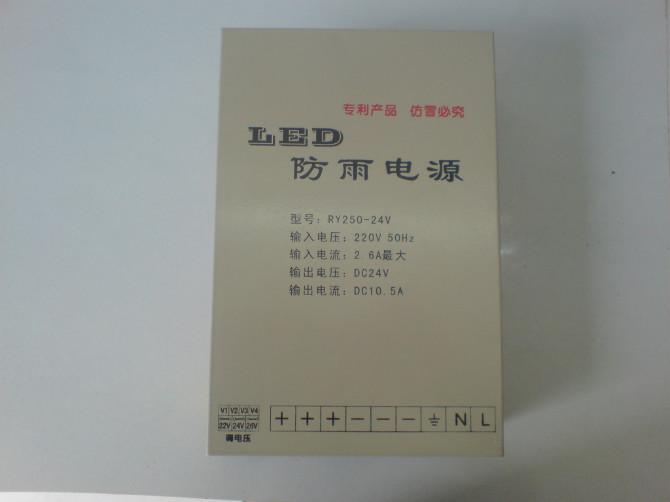 专利产品 仿冒必究
LED
防雨电源
型号：RY250-24V
输入电压：220V 50Hz
输入电流：2.6A最大
输出电压：DC24V
输出电流：DC10.5A
V1 V2 V3 V4
22V 24V 26V
调电压
+ + + - - - ⏚ N L